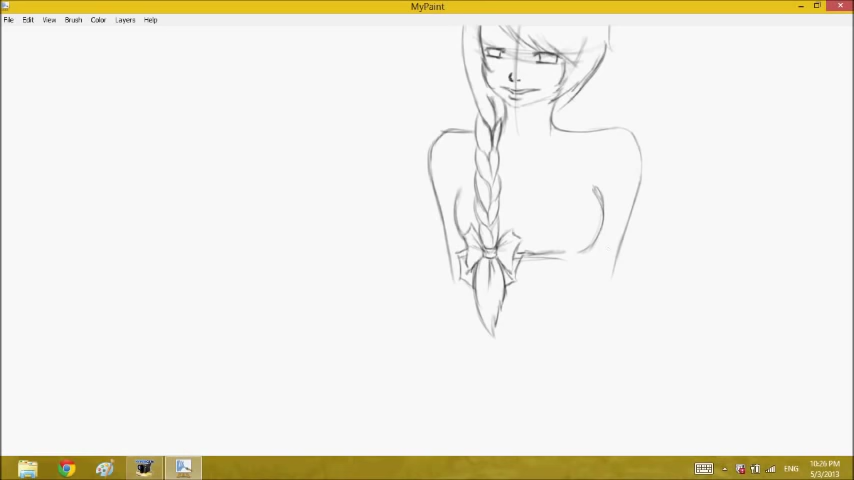 MyPaint
File Edit View Brush Color Layers Help
ENG
10:26 PM
5/3/2013